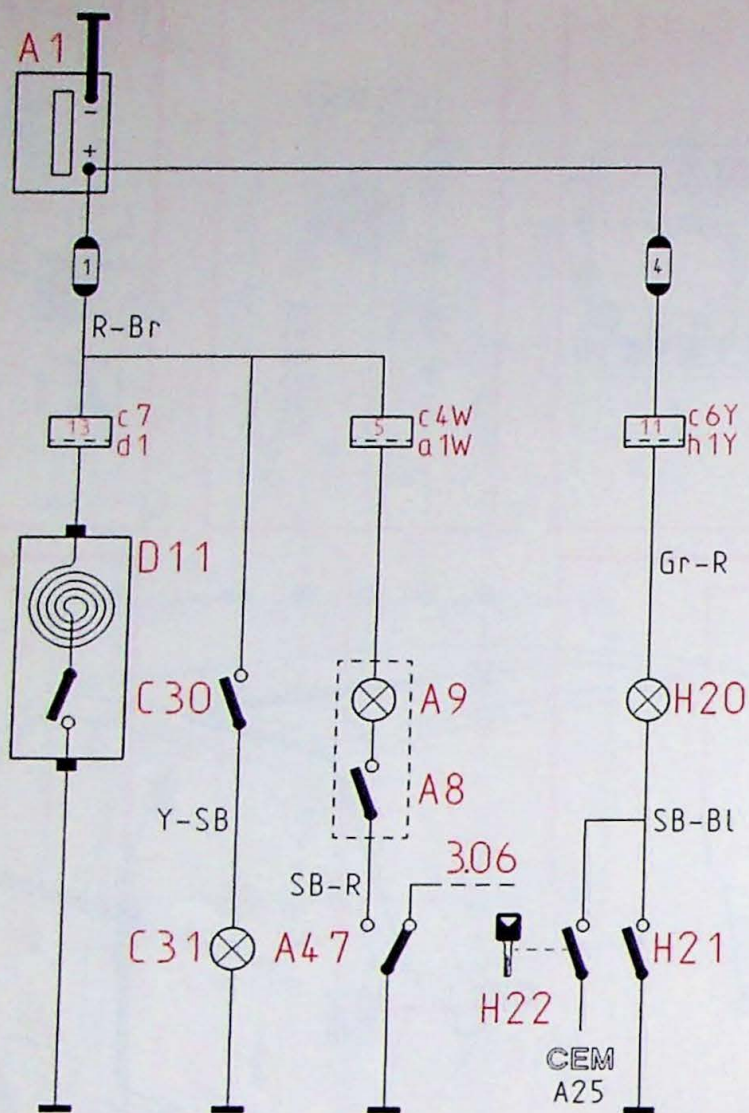 A1
-
+
1
4
R-Br
13
c7
d1
5
c4W
a1W
11
c6Y
h1Y
D11
Gr-R
C30
A9
H20
A8
Y-SB
SB-Bl
3.06
SB-R
C31
A47
H21
H22
CEM
A25